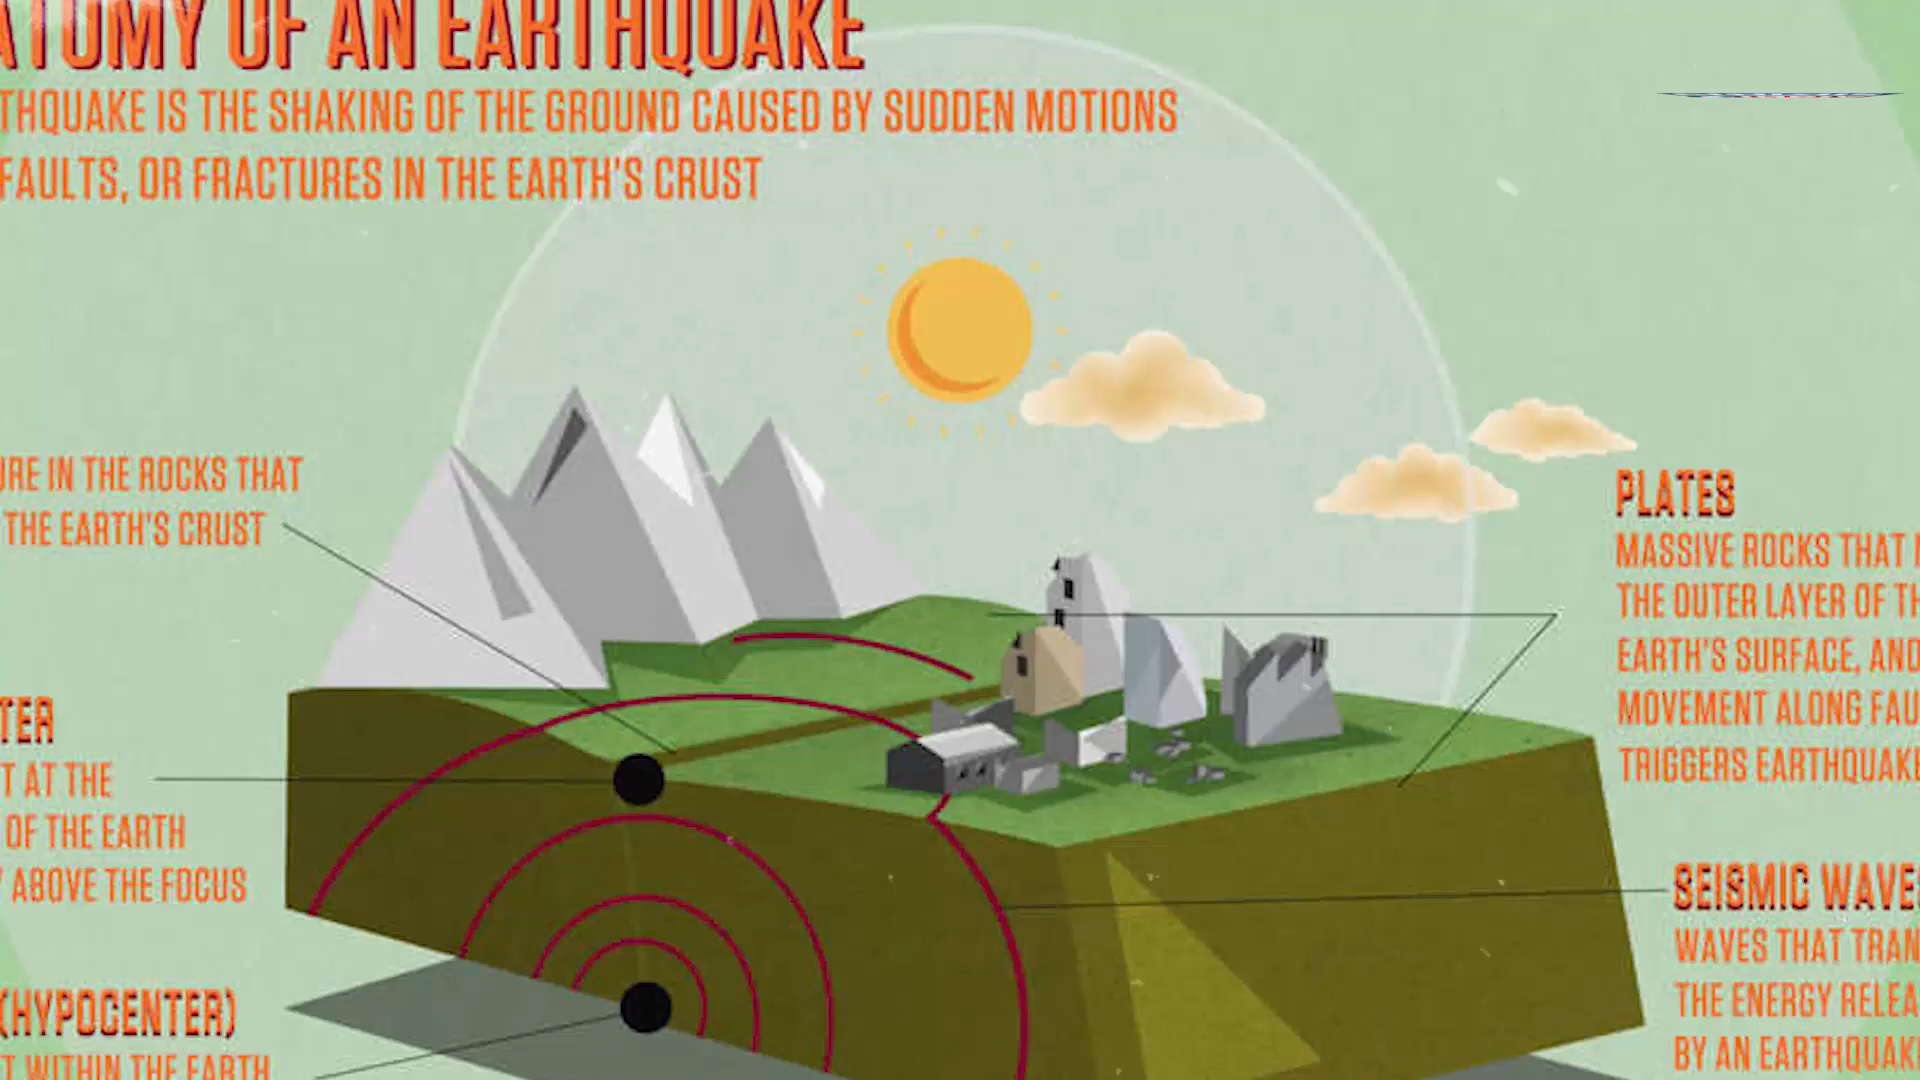 ATOMY OF AN EARTHQUAKE
THQUAKE IS THE SHAKING OF THE GROUND CAUSED BY SUDDEN MOTIONS
FAULTS, OR FRACTURES IN THE EARTH'S CRUST
URE IN THE ROCKS THAT
THE EARTH'S CRUST
TER
T AT THE
OF THE EARTH
Y ABOVE THE FOCUS
(HYPOCENTER)
T WITHIN THE EARTH
PLATES
MASSIVE ROCKS THAT
THE OUTER LAYER OF TH
EARTH'S SURFACE, AND
MOVEMENT ALONG FAU
TRIGGERS EARTHQUAKE
SEISMIC WAVE
WAVES THAT TRAN
THE ENERGY RELEA
BY AN EARTHQUAK